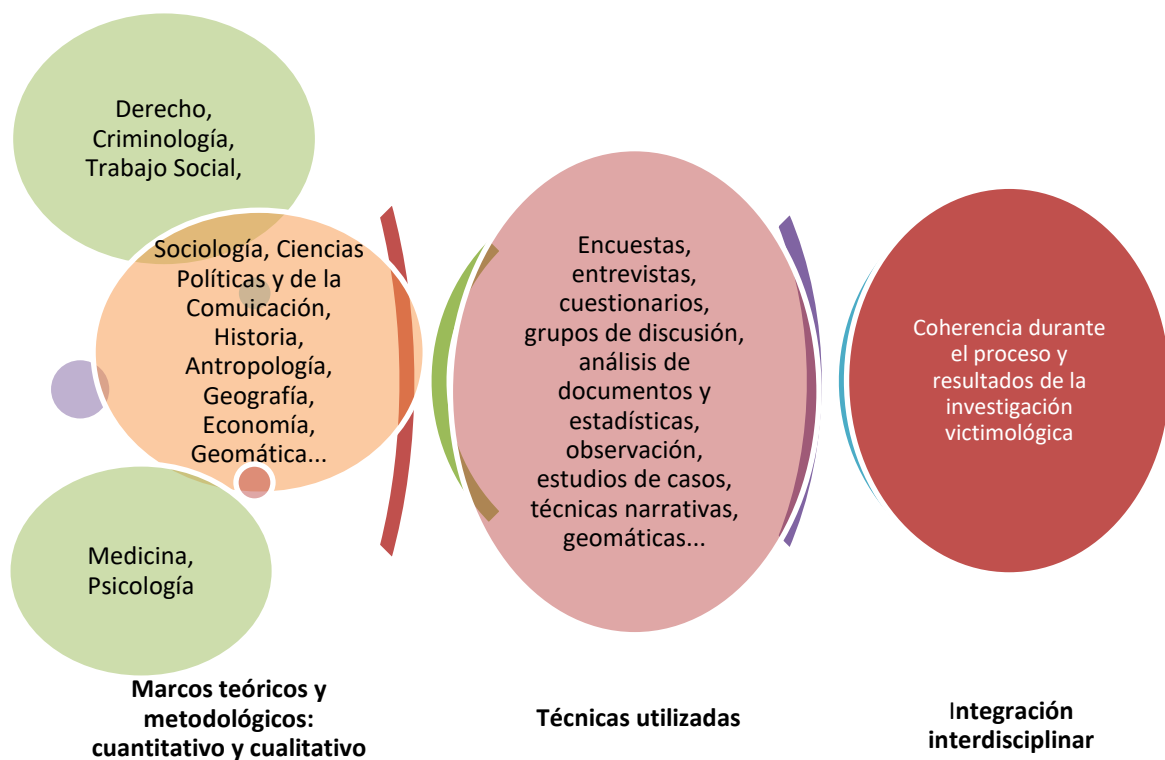 Derecho,
Criminología,
Trabajo Social,
Sociología, Ciencias
Políticas y de la
Comuicación,
Historia,
Antropología,
Geografía,
Economía,
Geomática...
Medicina,
Psicología
Marcos teóricos y
metodológicos:
cuantitativo y cualitativo
Encuestas,
entrevistas,
cuestionarios,
grupos de discusión,
análisis de
documentos y
estadísticas,
observación,
estudios de casos,
técnicas narrativas,
geomáticas...
Técnicas utilizadas
Coherencia durante
el proceso y
resultados de la
investigación
victimológica
Integración
interdisciplinar